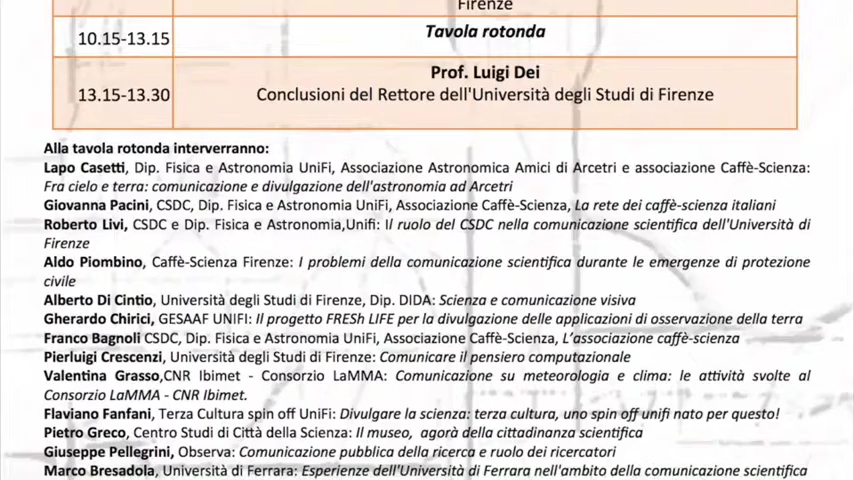 Firenze
10.15-13.15
Tavola rotonda
Prof. Luigi Dei
13.15-13.30
Conclusioni del Rettore dell'Università degli Studi di Firenze
Alla tavola rotonda interverranno:
Lapo Casetti, Dip. Fisica e Astronomia UniFi, Associazione Astronomica Amici di Arcetri e associazione Caffè-Scienza:
Fra cielo e terra: comunicazione e divulgazione dell'astronomia ad Arcetri
Giovanna Pacini, CSDC, Dip. Fisica e Astronomia UniFi, Associazione Caffè-Scienza, La rete dei caffè-scienza italiani
Roberto Livi, CSDC e Dip. Fisica e Astronomia,Unifi: Il ruolo del CSDC nella comunicazione scientifica dell'Università di
Firenze
Aldo Piombino, Caffè-Scienza Firenze: I problemi della comunicazione scientifica durante le emergenze di protezione
civile
Alberto Di Cintio, Università degli Studi di Firenze, Dip. DIDA: Scienza e comunicazione visiva
Gherardo Chirici, GESAAF UNIFI: Il progetto FRESh LIFE per la divulgazione delle applicazioni di osservazione della terra
Franco Bagnoli CSDC, Dip. Fisica e Astronomia UniFi, Associazione Caffè-Scienza, L'associazione caffè-scienza
Pierluigi Crescenzi, Università degli Studi di Firenze: Comunicare il pensiero computazionale
Valentina Grasso,CNR Ibimet - Consorzio LaMMA: Comunicazione su meteorologia e clima: le attività svolte al
Consorzio LaMMA - CNR Ibimet.
Flaviano Fanfani, Terza Cultura spin off UniFi: Divulgare la scienza: terza cultura, uno spin off unifi nato per questo!
Pietro Greco, Centro Studi di Città della Scienza: Il museo, agorà della cittadinanza scientifica
Giuseppe Pellegrini, Observa: Comunicazione pubblica della ricerca e ruolo dei ricercatori
Marco Bresadola, Università di Ferrara: Esperienze dell'Università di Ferrara nell'ambito della comunicazione scientifica